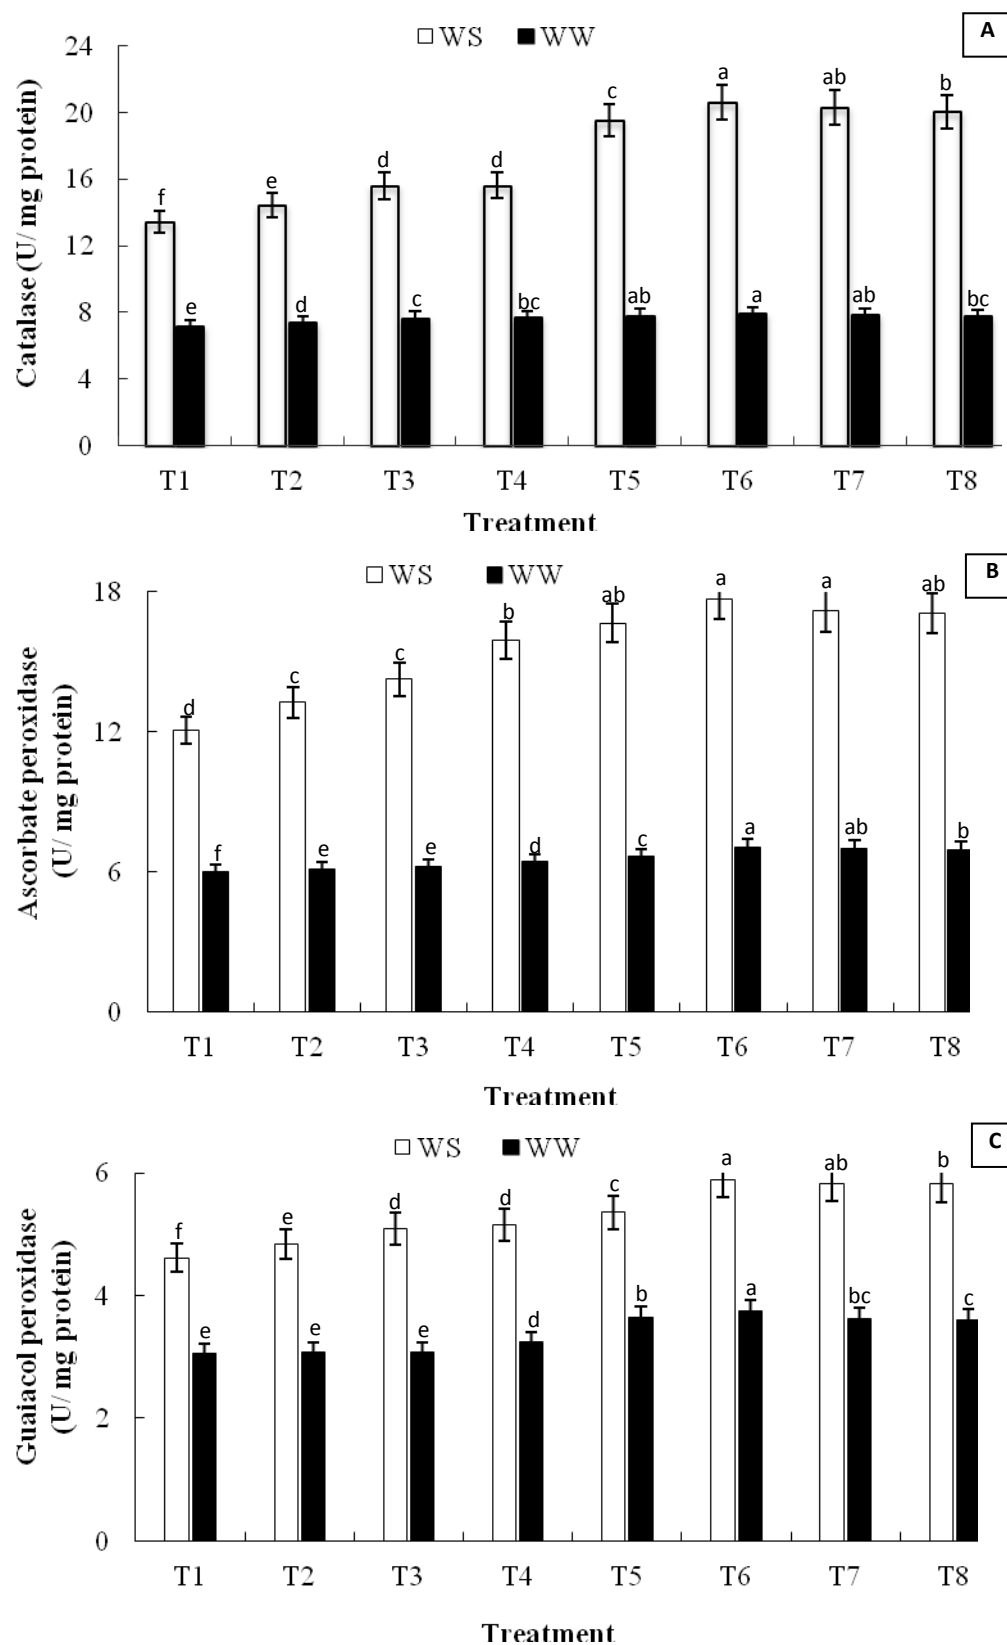 WS WW A
24
20
16
12
8
4
0
Catalase (U/ mg protein)
f e d d c a ab b
e d c bc ab a ab bc
T1 T2 T3 T4 T5 T6 T7 T8
Treatment
WS WW B
18
12
6
0
Ascorbate peroxidase
(U/ mg protein)
d c c b ab a a ab
f e e d c a ab b
T1 T2 T3 T4 T5 T6 T7 T8
Treatment
WS WW C
6
4
2
0
Guaiacol peroxidase
(U/ mg protein)
f e d d c a ab b
e e e d b a bc c
T1 T2 T3 T4 T5 T6 T7 T8
Treatment